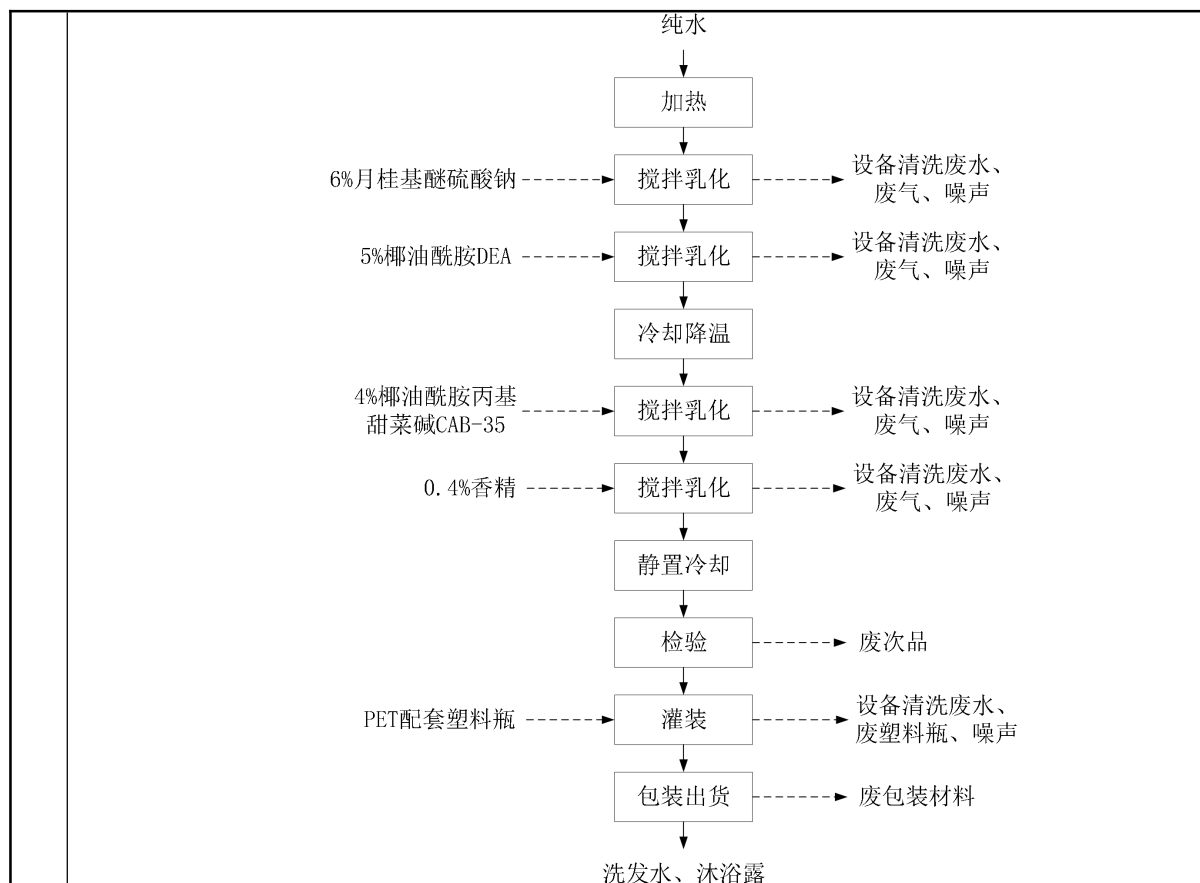 纯水
加热
6%月桂基醚硫酸钠
搅拌乳化
设备清洗废水、
废气、噪声
5%椰油酰胺DEA
搅拌乳化
设备清洗废水、
废气、噪声
冷却降温
4%椰油酰胺丙基
甜菜碱CAB-35
搅拌乳化
设备清洗废水、
废气、噪声
0.4%香精
搅拌乳化
设备清洗废水、
废气、噪声
静置冷却
检验
废次品
PET配套塑料瓶
灌装
设备清洗废水、
废塑料瓶、噪声
包装出货
废包装材料
洗发水、沐浴露